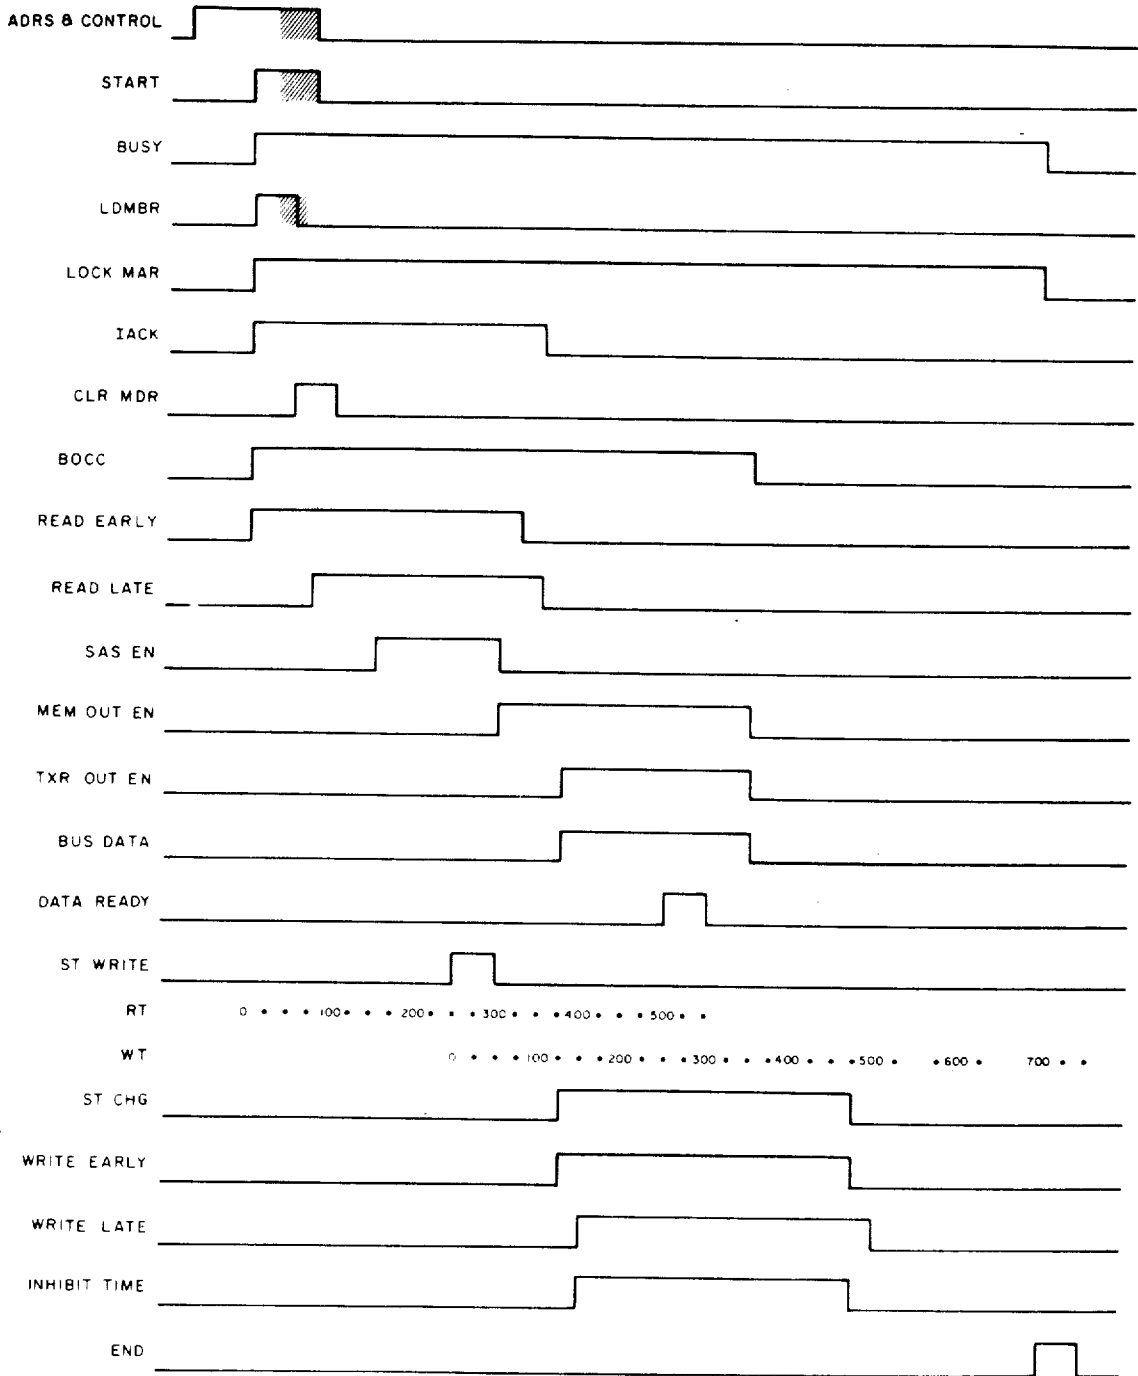 ADRS & CONTROL
START
BUSY
LDMBR
LOCK MAR
IACK
CLR MDR
BOCC
READ EARLY
READ LATE
SAS EN
MEM OUT EN
TXR OUT EN
BUS DATA
DATA READY
ST WRITE
RT 0 • • • 100 • • • 200 • • • 300 • • • 400 • • • 500 • •
WT 0 • • • 100 • • • 200 • • • 300 • • • 400 • • • 500 • • 600 • 700 • •
ST CHG
WRITE EARLY
WRITE LATE
INHIBIT TIME
END